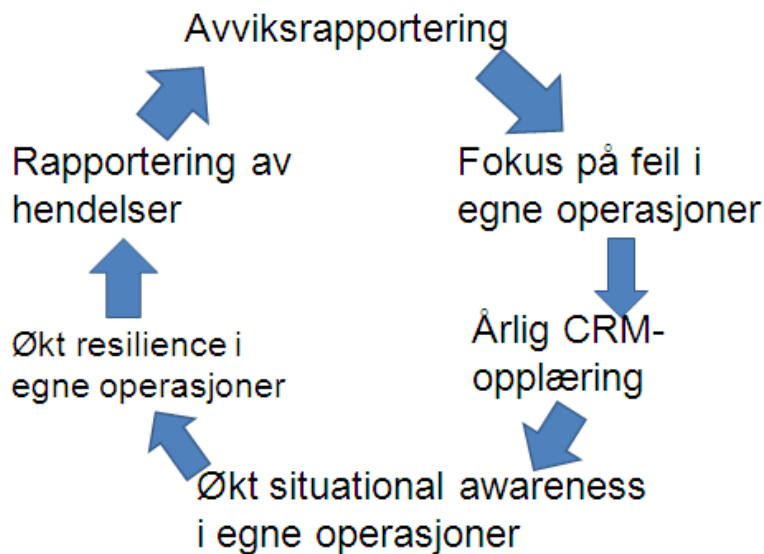 Avviksrapportering
Fokus på feil i
egne operasjoner
Årlig CRM-
opplæring
Økt situational awareness
i egne operasjoner
Økt resilience i
egne operasjoner
Rapportering av
hendelser